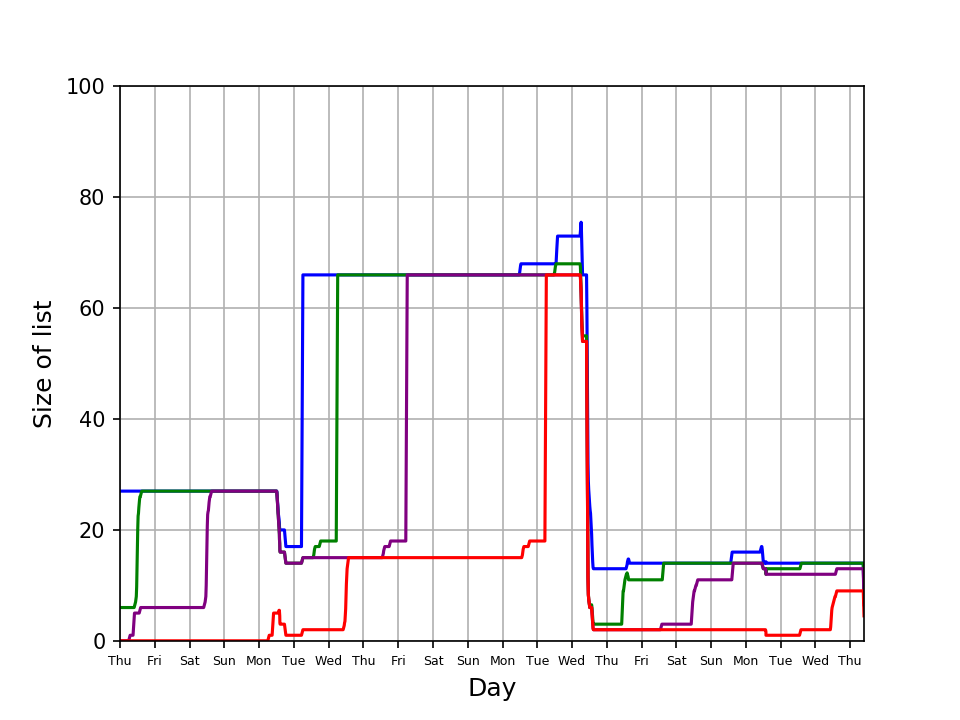 100
80
60
40
20
0
Size of list
Thu Fri Sat Sun Mon Tue Wed Thu Fri Sat Sun Mon Tue Wed Thu Fri Sat Sun Mon Tue Wed Thu
Day